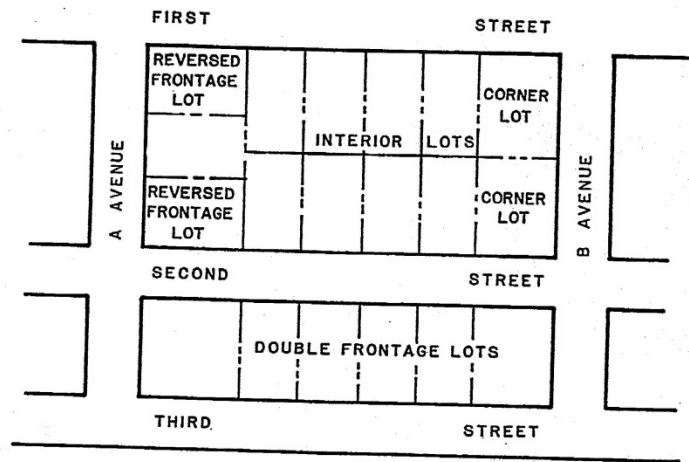 FIRST STREET
REVERSED
FRONTAGE
LOT
CORNER
LOT
INTERIOR LOTS
A AVENUE
REVERSED
FRONTAGE
LOT
CORNER
LOT
B AVENUE
SECOND STREET
DOUBLE FRONTAGE LOTS
THIRD STREET